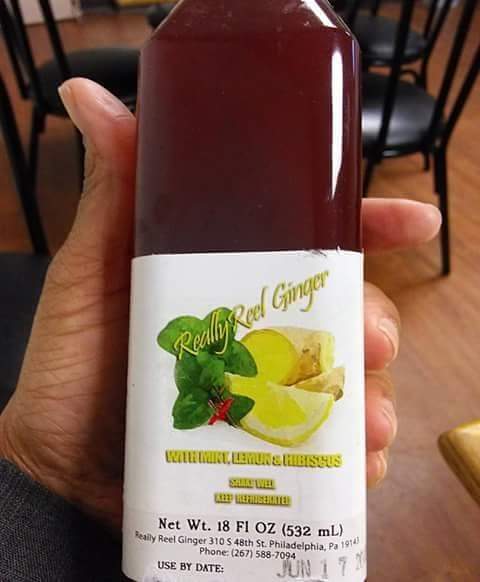 Really Reel Ginger
WITH MINT, LEMON & HIBISCUS
SHAKE WELL
KEEP REFRIGERATED
Net Wt. 18 Fl OZ (532 mL)
Really Reel Ginger 310 S 48th St. Philadelphia, Pa 19143
Phone: (267) 588-7094
USE BY DATE: JUN 17